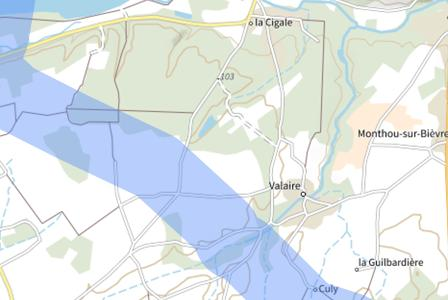 la Cigale
103
Monthou-sur-Bièvre
Valaire
la Guilbardière
Culy